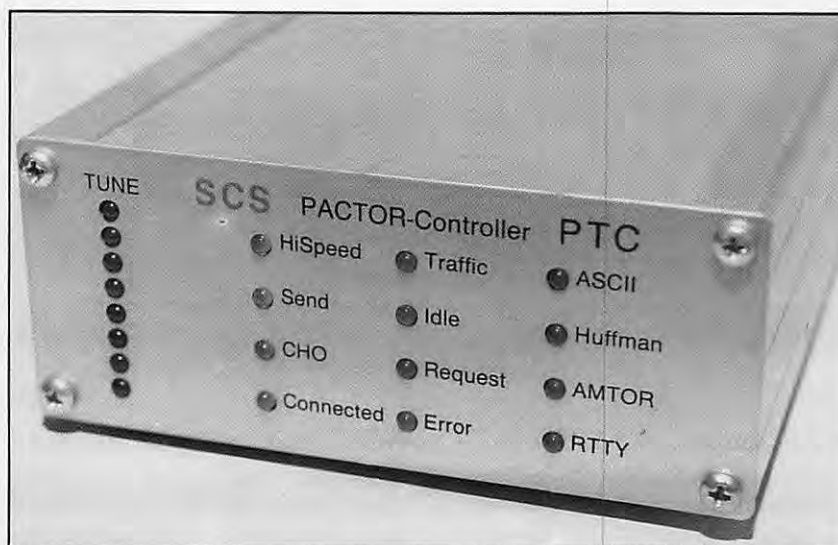 TUNE
SCS PACTOR-Controller PTC
HiSpeed Traffic ASCII
Send Idle Huffman
CHO Request AMTOR
Connected Error RTTY